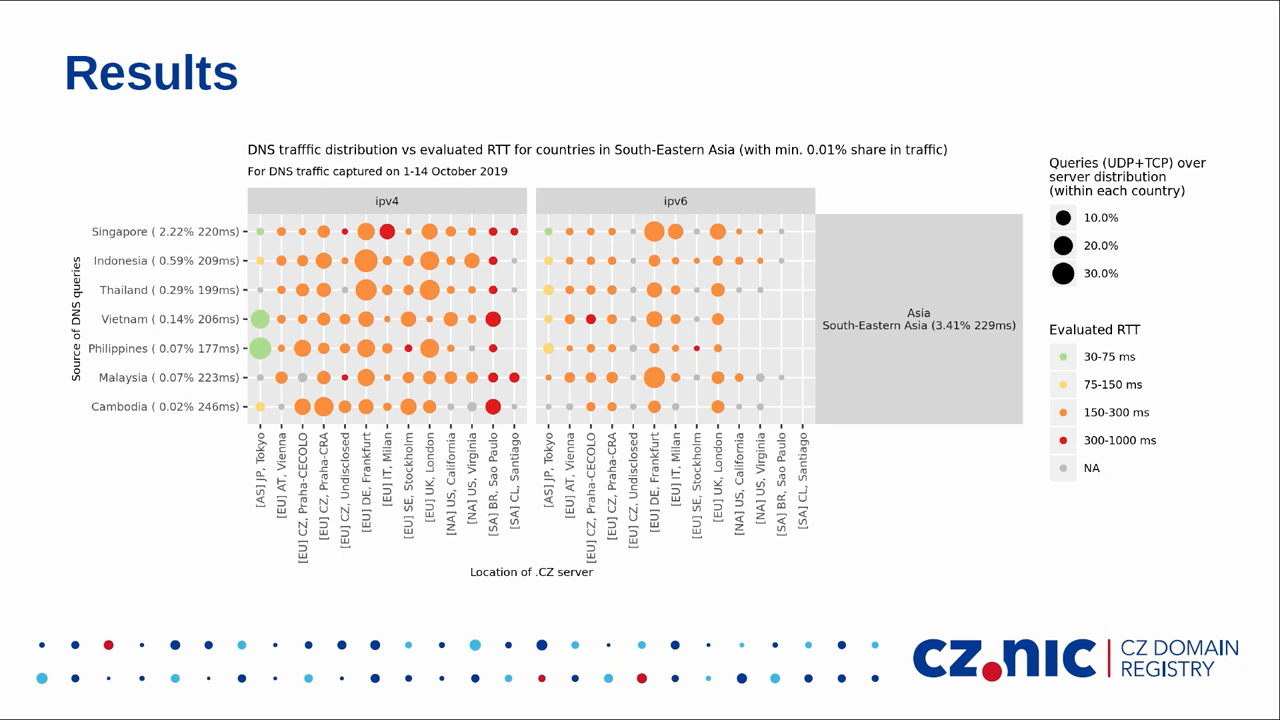 Results
DNS trafffic distribution vs evaluated RTT for countries in South-Eastern Asia (with min. 0.01% share in traffic)
For DNS traffic captured on 1-14 October 2019
ipv4
ipv6
Source of DNS queries
Singapore ( 2.22% 220ms)
Indonesia ( 0.59% 209ms)
Thailand ( 0.29% 199ms)
Vietnam ( 0.14% 206ms)
Philippines ( 0.07% 177ms)
Malaysia ( 0.07% 223ms)
Cambodia ( 0.02% 246ms)
Asia
South-Eastern Asia (3.41% 229ms)
[AS] JP, Tokyo
[EU] AT, Vienna
[EU] CZ, Praha-CECOLO
[EU] CZ, Praha-CRA
[EU] CZ, Undisclosed
[EU] DE, Frankfurt
[EU] IT, Milan
[EU] SE, Stockholm
[EU] UK, London
[NA] US, California
[NA] US, Virginia
[SA] BR, Sao Paulo
[SA] CL, Santiago
[AS] JP, Tokyo
[EU] AT, Vienna
[EU] CZ, Praha-CECOLO
[EU] CZ, Praha-CRA
[EU] CZ, Undisclosed
[EU] DE, Frankfurt
[EU] IT, Milan
[EU] SE, Stockholm
[EU] UK, London
[NA] US, California
[NA] US, Virginia
[SA] BR, Sao Paulo
[SA] CL, Santiago
Location of .CZ server
Queries (UDP+TCP) over
server distribution
(within each country)
10.0%
20.0%
30.0%
Evaluated RTT
30-75 ms
75-150 ms
150-300 ms
300-1000 ms
NA
CZ.NIC
CZ DOMAIN
REGISTRY